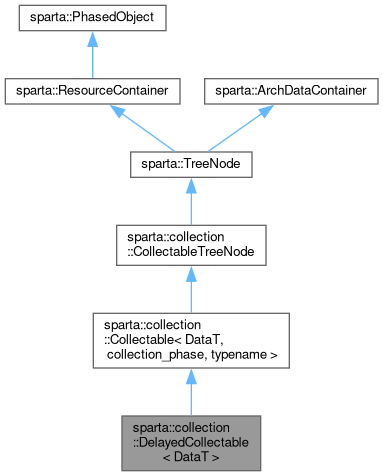 sparta::PhasedObject
sparta::ResourceContainer
sparta::ArchDataContainer
sparta::TreeNode
sparta::collection
::CollectableTreeNode
sparta::collection
::Collectable< DataT,
collection_phase, typename >
sparta::collection
::DelayedCollectable
< DataT >